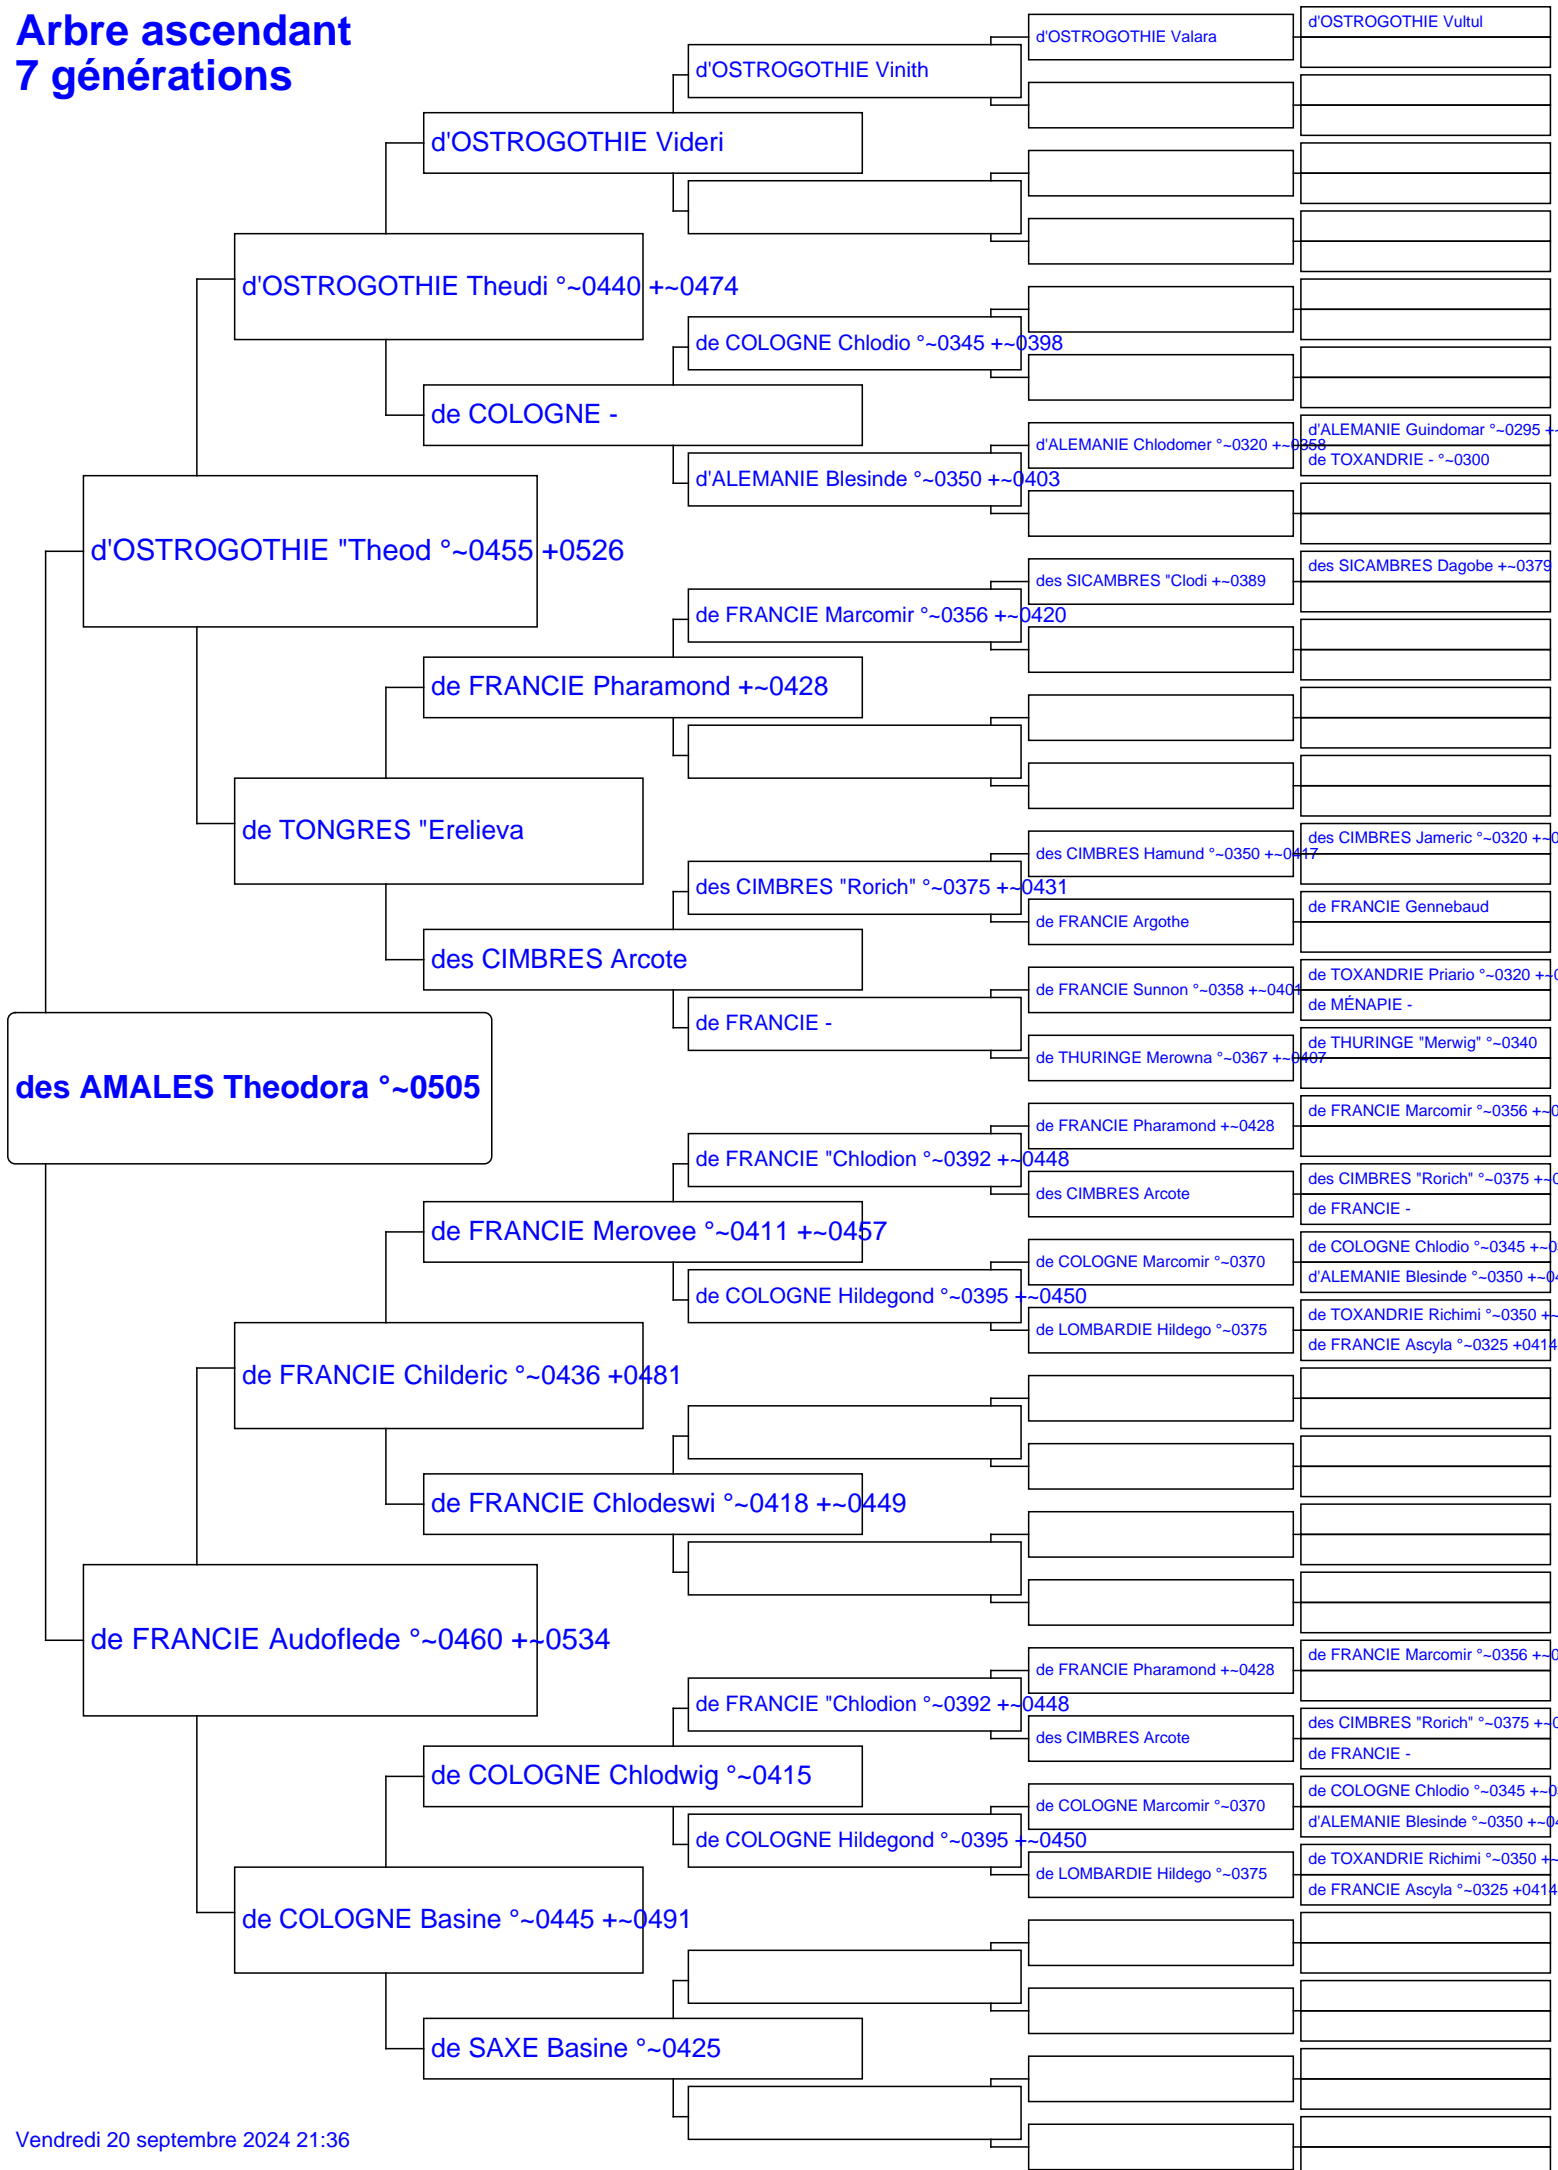 Arbre ascendant
7 générations
d'OSTROGOTHIE Vultul
d'OSTROGOTHIE Valara
d'OSTROGOTHIE Vinith
d'OSTROGOTHIE Videri
d'OSTROGOTHIE Theudi °~0440 +~0474
de COLOGNE Chlodio °~0345 +~0398
de COLOGNE -
d'ALEMANIE Guindomar °~0295 +~
d'ALEMANIE Chlodomer °~0320 +~0358
de TOXANDRIE - °~0300
d'ALEMANIE Blesinde °~0350 +~0403
d'OSTROGOTHIE "Theod °~0455 +0526
des SICAMBRES Dagobe +~0379
des SICAMBRES "Clodi +~0389
de FRANCIE Marcomir °~0356 +~0420
de FRANCIE Pharamond +~0428
de TONGRES "Erelieva
des CIMBRES Jameric °~0320 +~0
des CIMBRES Hamund °~0350 +~0417
des CIMBRES "Rorich" °~0375 +~0431
de FRANCIE Gennebaud
de FRANCIE Argothe
des CIMBRES Arcote
de TOXANDRIE Priario °~0320 +~0
de FRANCIE Sunnon °~0358 +~0401
de MÉNAPIE -
de FRANCIE -
de THURINGE "Merwig" °~0340
de THURINGE Merowna °~0367 +~0407
des AMALES Theodora °~0505
de FRANCIE Marcomir °~0356 +~0
de FRANCIE Pharamond +~0428
de FRANCIE "Chlodion °~0392 +~0448
des CIMBRES "Rorich" °~0375 +~0
des CIMBRES Arcote
de FRANCIE -
de FRANCIE Merovee °~0411 +~0457
de COLOGNE Chlodio °~0345 +~0
de COLOGNE Marcomir °~0370
d'ALEMANIE Blesinde °~0350 +~04
de COLOGNE Hildegond °~0395 +~0450
de TOXANDRIE Richimi °~0350 +~
de LOMBARDIE Hildego °~0375
de FRANCIE Ascyla °~0325 +0414
de FRANCIE Childeric °~0436 +0481
de FRANCIE Chlodeswi °~0418 +~0449
de FRANCIE Audoflede °~0460 +~0534
de FRANCIE Marcomir °~0356 +~0
de FRANCIE Pharamond +~0428
de FRANCIE "Chlodion °~0392 +~0448
des CIMBRES "Rorich" °~0375 +~0
des CIMBRES Arcote
de FRANCIE -
de COLOGNE Chlodwig °~0415
de COLOGNE Chlodio °~0345 +~0
de COLOGNE Marcomir °~0370
d'ALEMANIE Blesinde °~0350 +~04
de COLOGNE Hildegond °~0395 +~0450
de TOXANDRIE Richimi °~0350 +~
de LOMBARDIE Hildego °~0375
de FRANCIE Ascyla °~0325 +0414
de COLOGNE Basine °~0445 +~0491
de SAXE Basine °~0425
Vendredi 20 septembre 2024 21:36